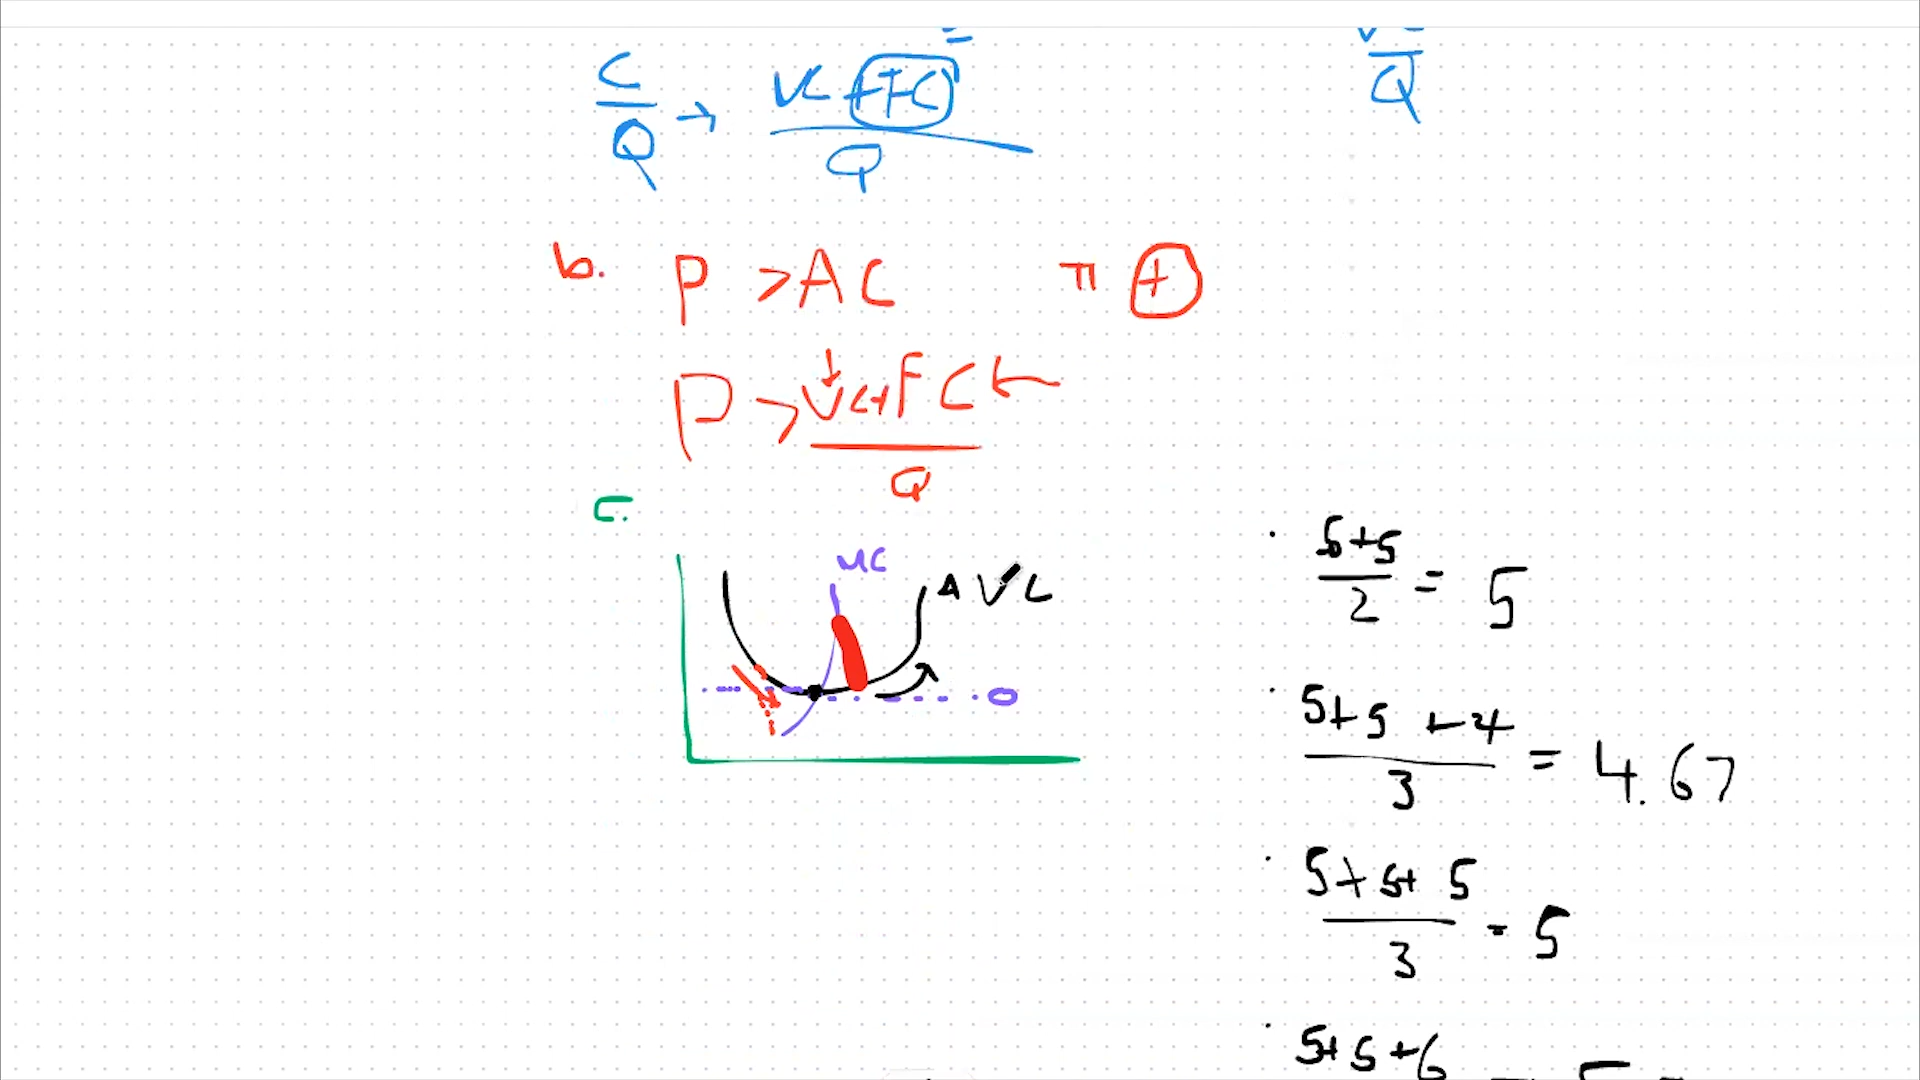 C/Q → VC + FC / Q
Q
b. P > AC π +
P > VC+FC / Q
c.
MC
AVC
5+5 / 2 = 5
5+5+4 / 3 = 4.67
5+5+5 / 3 = 5
5+5+6